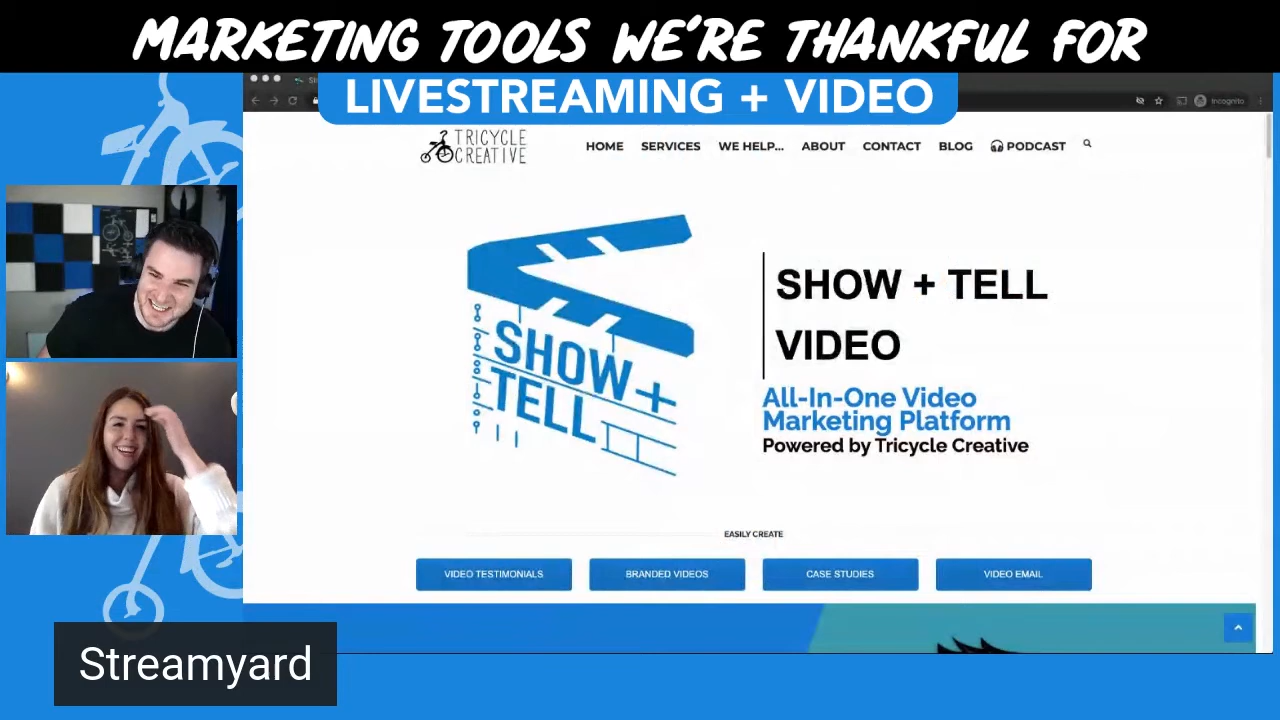 MARKETING TOOLS WE'RE THANKFUL FOR
LIVESTREAMING + VIDEO
Incognito
TRICYCLE
CREATIVE
HOME SERVICES WE HELP... ABOUT CONTACT BLOG PODCAST
SHOW +
TELL
SHOW + TELL
VIDEO
All-In-One Video
Marketing Platform
Powered by Tricycle Creative
EASILY CREATE
VIDEO TESTIMONIALS BRANDED VIDEOS CASE STUDIES VIDEO EMAIL
Streamyard